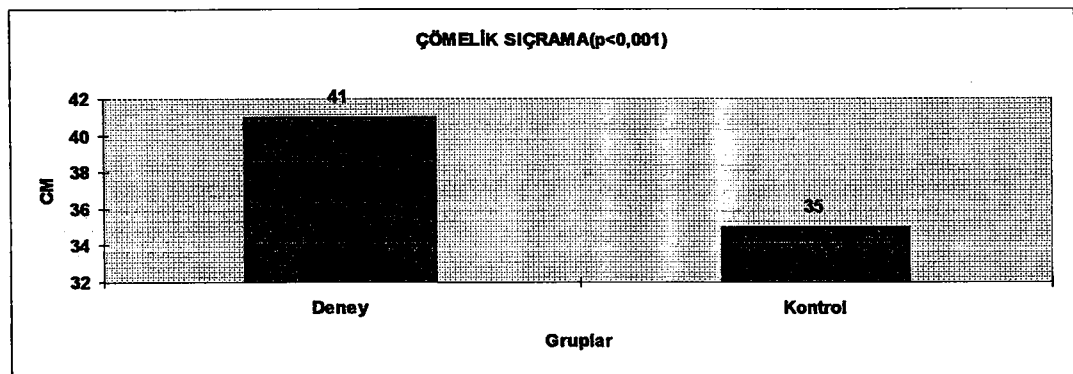 ÇÖMELİK SIÇRAMA(p<0,001)
42
40
38
36
34
32
CM
41
35
Deney
Kontrol
Gruplar